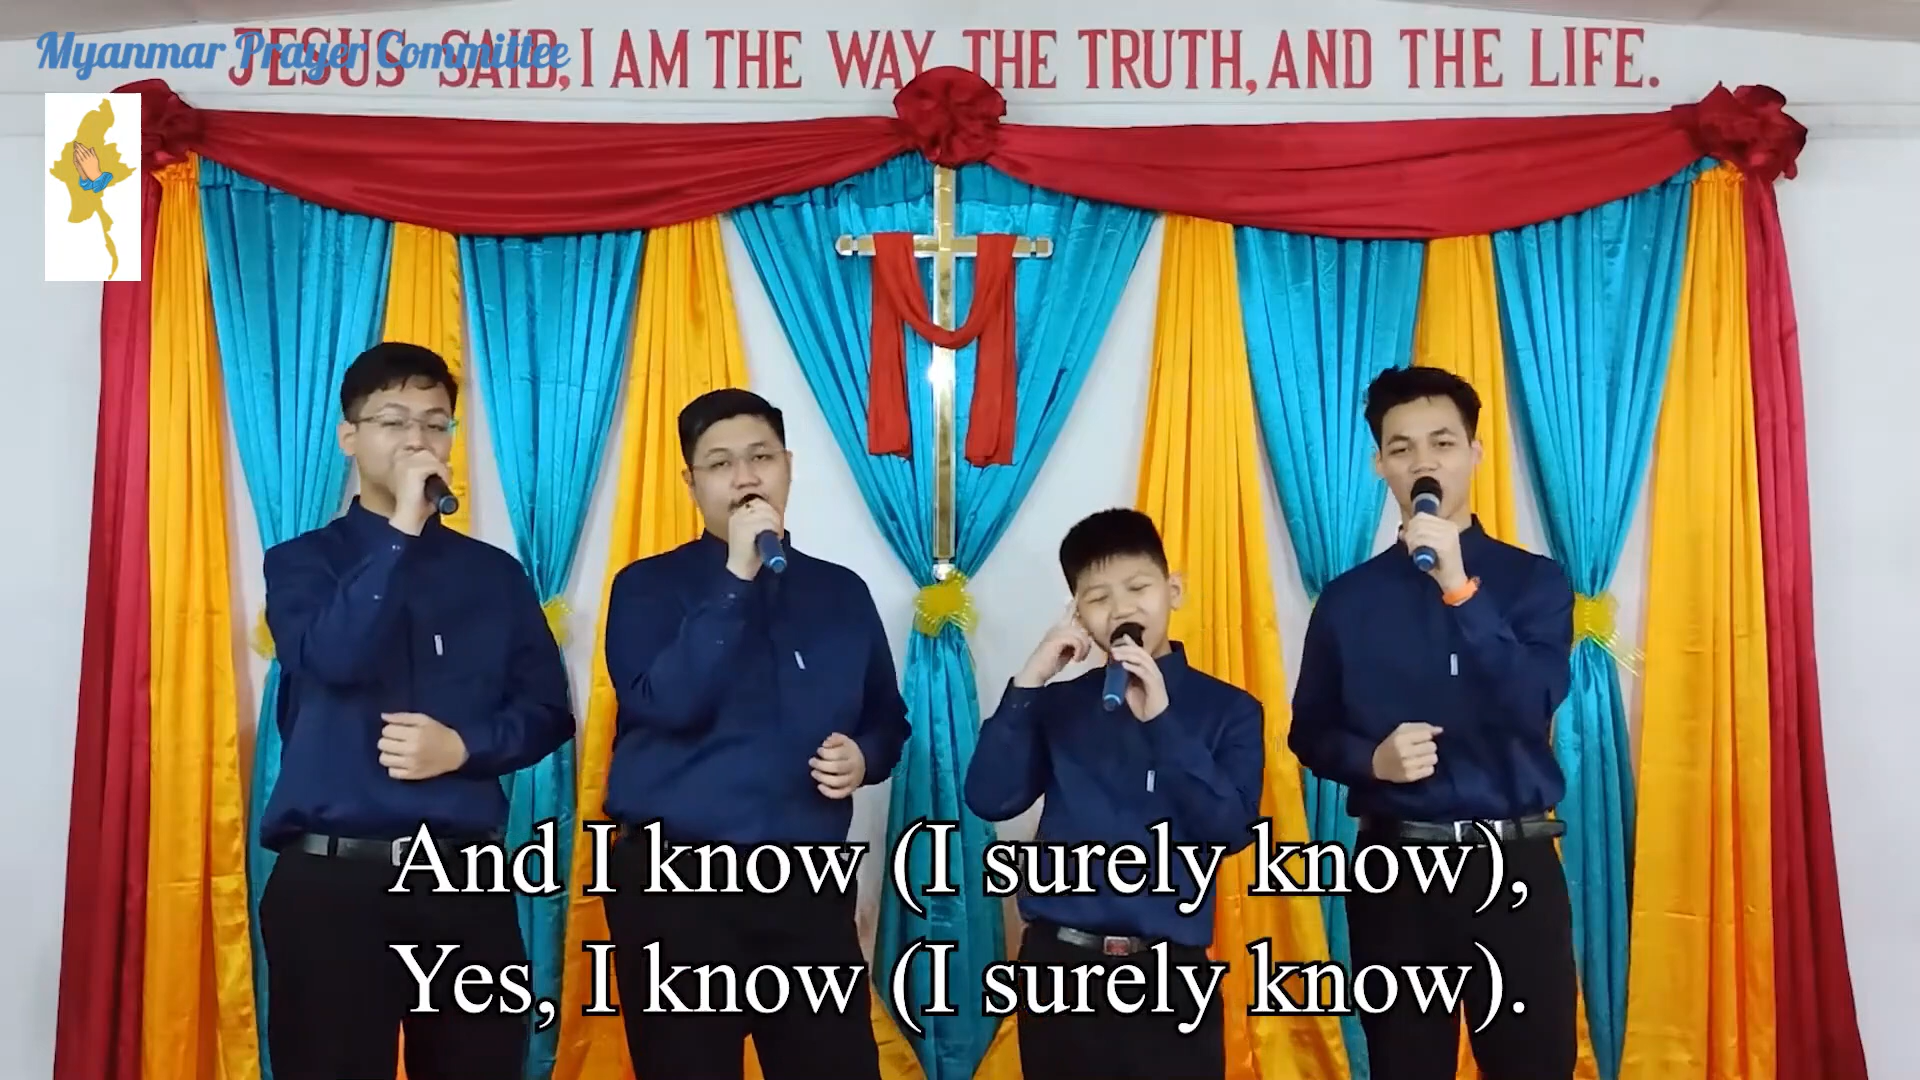 Myanmar Prayer Committee
JESUS SAID, I AM THE WAY, THE TRUTH, AND THE LIFE.
And I know (I surely know),
Yes, I know (I surely know).